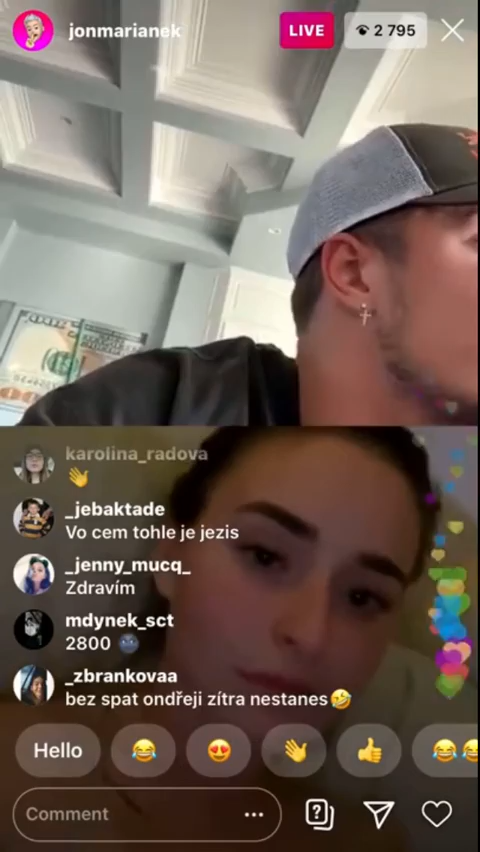 jonmarianek
LIVE
2 795
karolina_radova
👋
_jebaktade
Vo cem tohle je jezis
_jenny_mucq_
Zdravím
mdynek_sct
2800 🌚
_zbrankovaa
bez spat ondřeji zítra nestanes🤣
Hello
Comment